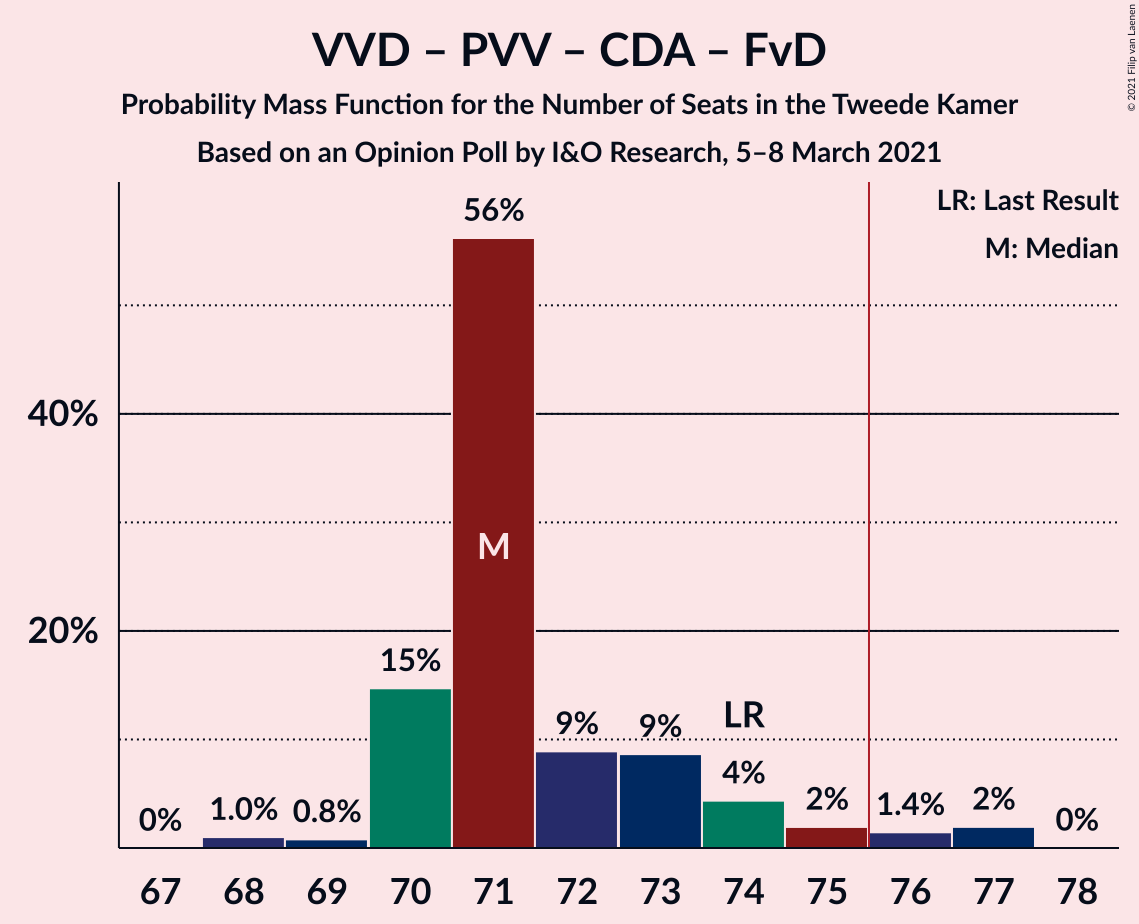 VVD – PVV – CDA – FvD
Probability Mass Function for the Number of Seats in the Tweede Kamer
Based on an Opinion Poll by I&O Research, 5–8 March 2021
© 2021 Filip van Laenen
LR: Last Result
M: Median
40%
20%
0%
1.0%
0.8%
15%
56%
M
9%
9%
LR
4%
2%
1.4%
2%
0%
67 68 69 70 71 72 73 74 75 76 77 78